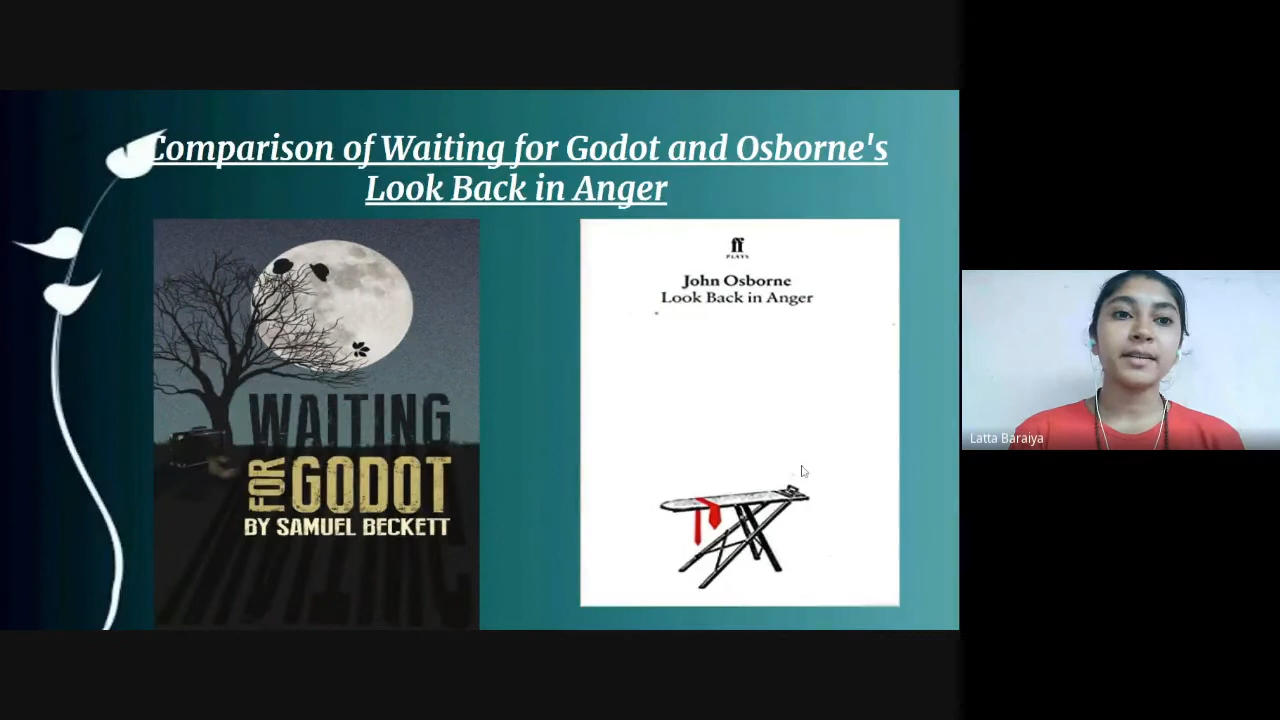 Comparison of Waiting for Godot and Osborne's
Look Back in Anger
WAITING
FOR GODOT
BY SAMUEL BECKETT
ff
PLAYS
John Osborne
Look Back in Anger
Latta Baraiya